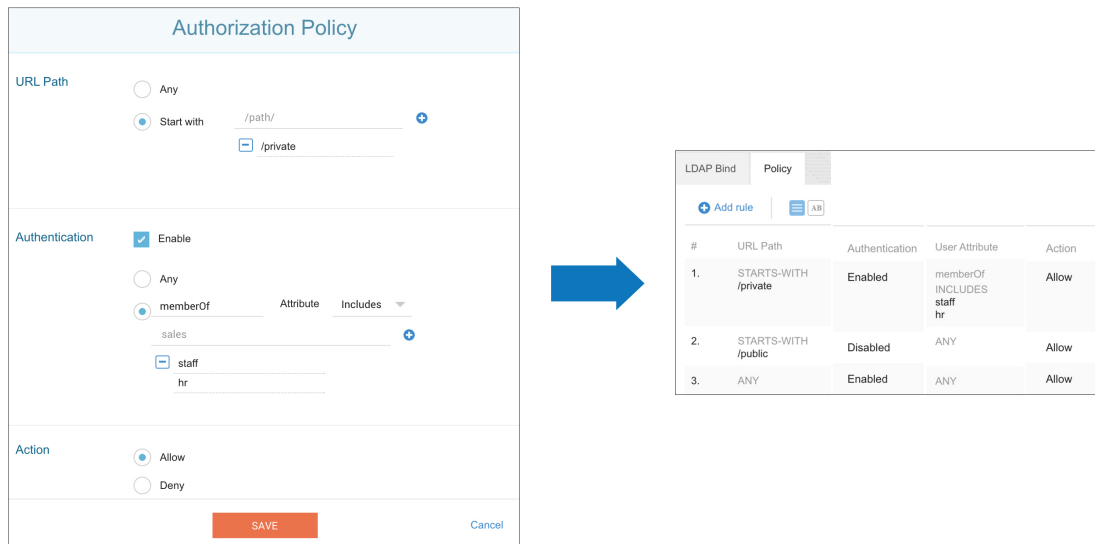 Authorization Policy
URL Path
Any
Start with /path/
/private
Authentication Enable
Any
memberOf Attribute Includes
sales
staff
hr
Action
Allow
Deny
SAVE Cancel
LDAP Bind Policy
Add rule AB
# URL Path Authentication User Attribute Action
1. STARTS-WITH Enabled memberOf Allow
/private INCLUDES
staff
hr
2. STARTS-WITH Disabled ANY Allow
/public
3. ANY Enabled ANY Allow